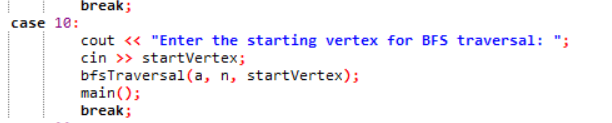 break;
case 10:
cout << "Enter the starting vertex for BFS traversal: ";
cin >> startVertex;
bfsTraversal(a, n, startVertex);
main();
break;